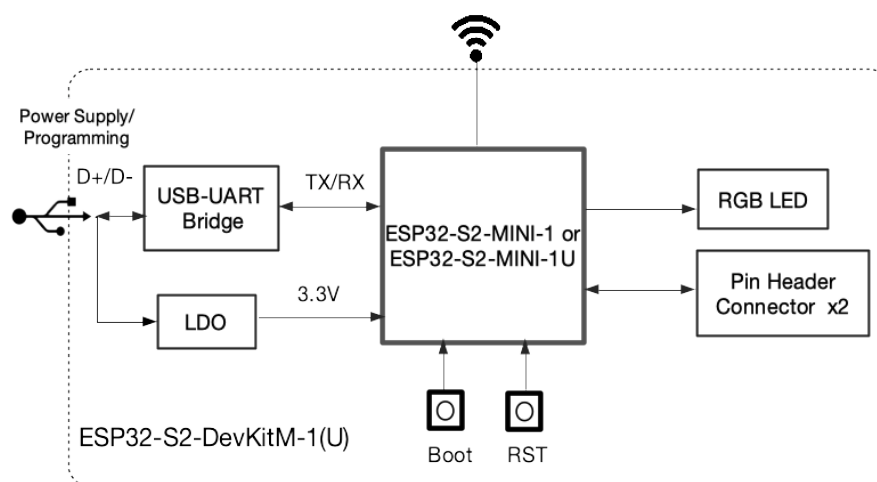 Power Supply/
Programming
D+/D-
USB-UART
Bridge
TX/RX
ESP32-S2-MINI-1 or
ESP32-S2-MINI-1U
RGB LED
Pin Header
Connector x2
LDO
3.3V
Boot
RST
ESP32-S2-DevKitM-1(U)